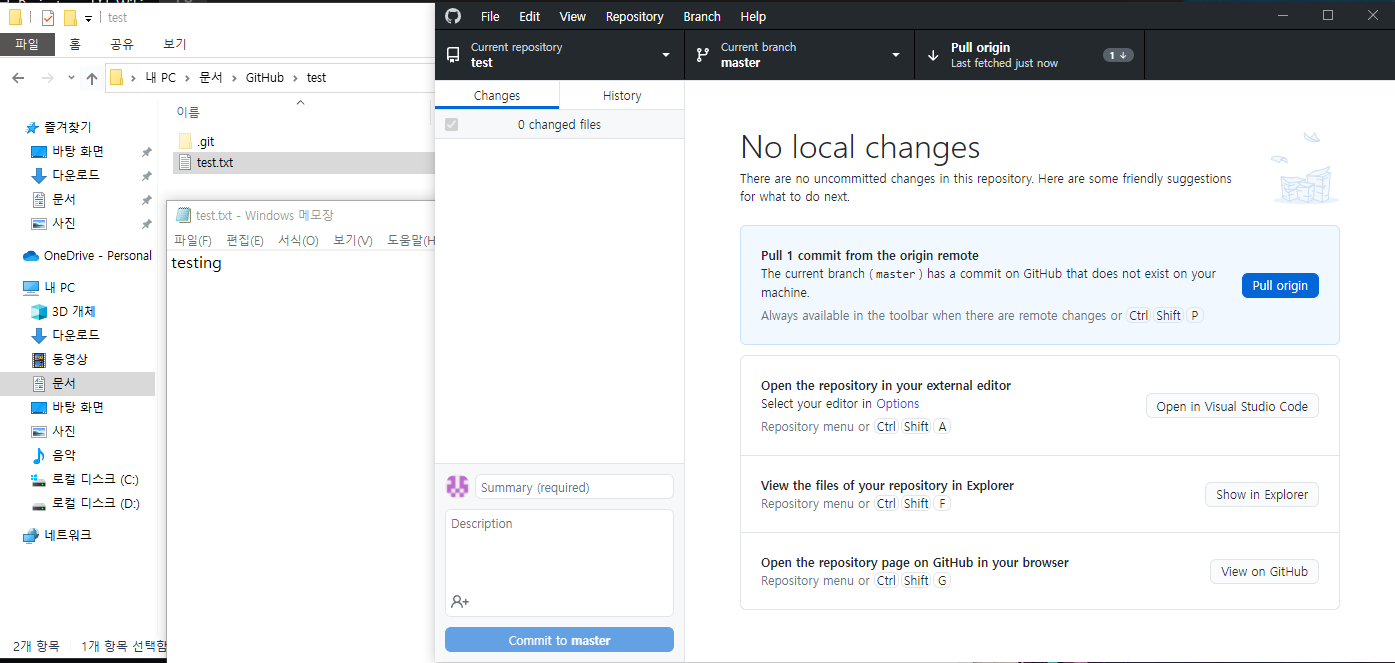 test
파일
홈
공유
보기
내 PC > 문서 > GitHub > test
이름
.git
test.txt
즐겨찾기
바탕 화면
다운로드
문서
사진
OneDrive - Personal
내 PC
3D 개체
다운로드
동영상
문서
바탕 화면
사진
음악
로컬 디스크 (C:)
로컬 디스크 (D:)
네트워크
2개 항목
1개 항목 선택함
test.txt - Windows 메모장
파일(F) 편집(E) 서식(O) 보기(V) 도움말(H
testing
File Edit View Repository Branch Help
Current repository
test
Current branch
master
Pull origin
Last fetched just now
1
Changes
History
0 changed files
Summary (required)
Description
Commit to master
No local changes
There are no uncommitted changes in this repository. Here are some friendly suggestions
for what to do next.
Pull 1 commit from the origin remote
The current branch (master) has a commit on GitHub that does not exist on your
machine.
Always available in the toolbar when there are remote changes or Ctrl Shift P
Pull origin
Open the repository in your external editor
Select your editor in Options
Repository menu or Ctrl Shift A
Open in Visual Studio Code
View the files of your repository in Explorer
Repository menu or Ctrl Shift F
Show in Explorer
Open the repository page on GitHub in your browser
Repository menu or Ctrl Shift G
View on GitHub